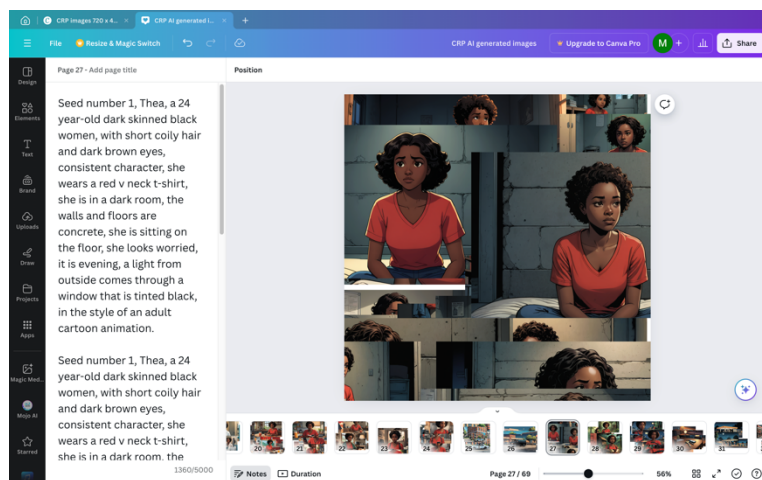 CRP images 720 x 4...
CRP AI generated i...
File
Resize & Magic Switch
CRP AI generated images
Upgrade to Canva Pro
M
Share
Design
Elements
Text
Brand
Uploads
Draw
Projects
Apps
Magic Med...
Mojo AI
Starred
Page 27 - Add page title
Seed number 1, Thea, a 24
year-old dark skinned black
women, with short coily hair
and dark brown eyes,
consistent character, she
wears a red v neck t-shirt,
she is in a dark room, the
walls and floors are
concrete, she is sitting on
the floor, she looks worried,
it is evening, a light from
outside comes through a
window that is tinted black,
in the style of an adult
cartoon animation.
Seed number 1, Thea, a 24
year-old dark skinned black
women, with short coily hair
and dark brown eyes,
consistent character, she
wears a red v neck t-shirt,
she is in a dark room, the
1360/5000
Position
20
21
22
23
24
25
26
27
28
29
30
31
Notes
Duration
Page 27 / 69
56%